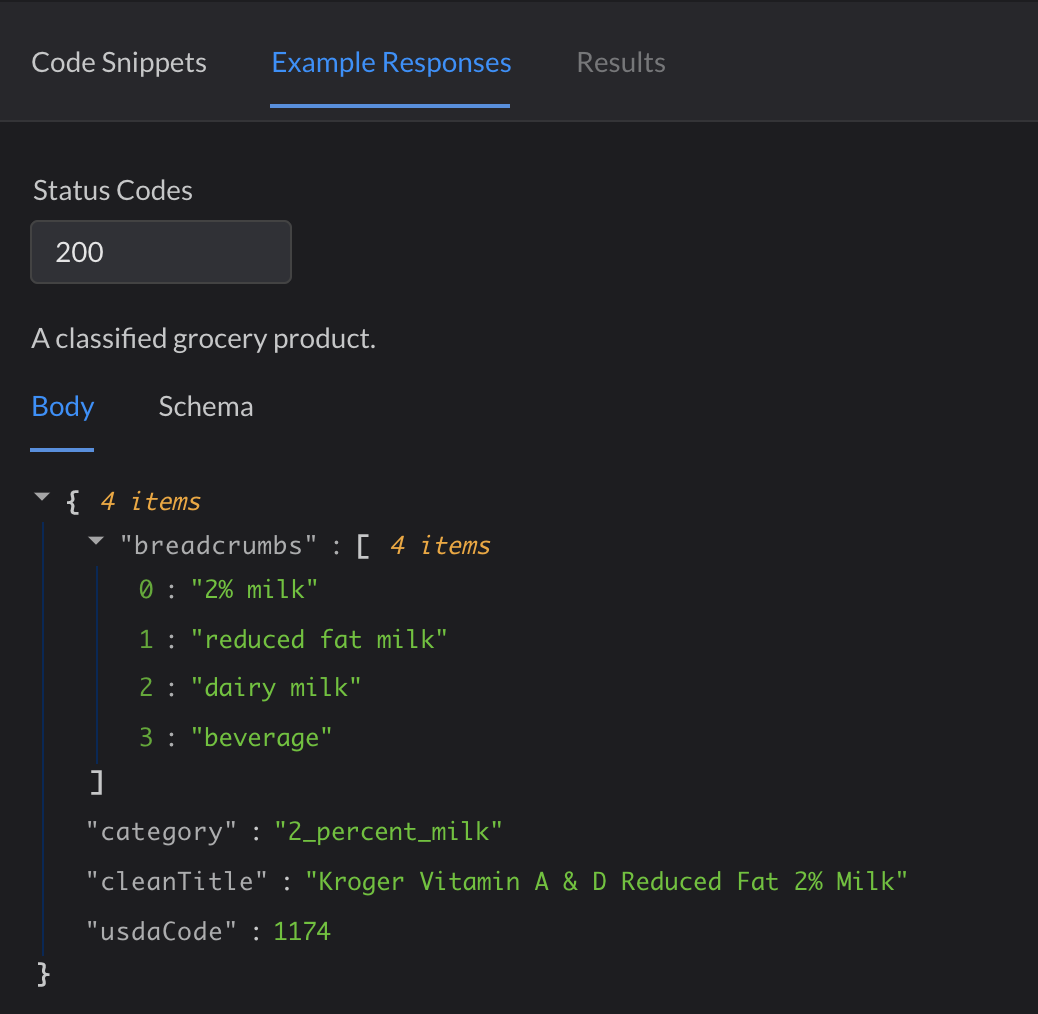 Code Snippets Example Responses Results
Status Codes
200
A classified grocery product.
Body Schema
{ 4 items
"breadcrumbs" : [ 4 items
0 : "2% milk"
1 : "reduced fat milk"
2 : "dairy milk"
3 : "beverage"
]
"category" : "2_percent_milk"
"cleanTitle" : "Kroger Vitamin A & D Reduced Fat 2% Milk"
"usdaCode" : 1174
}